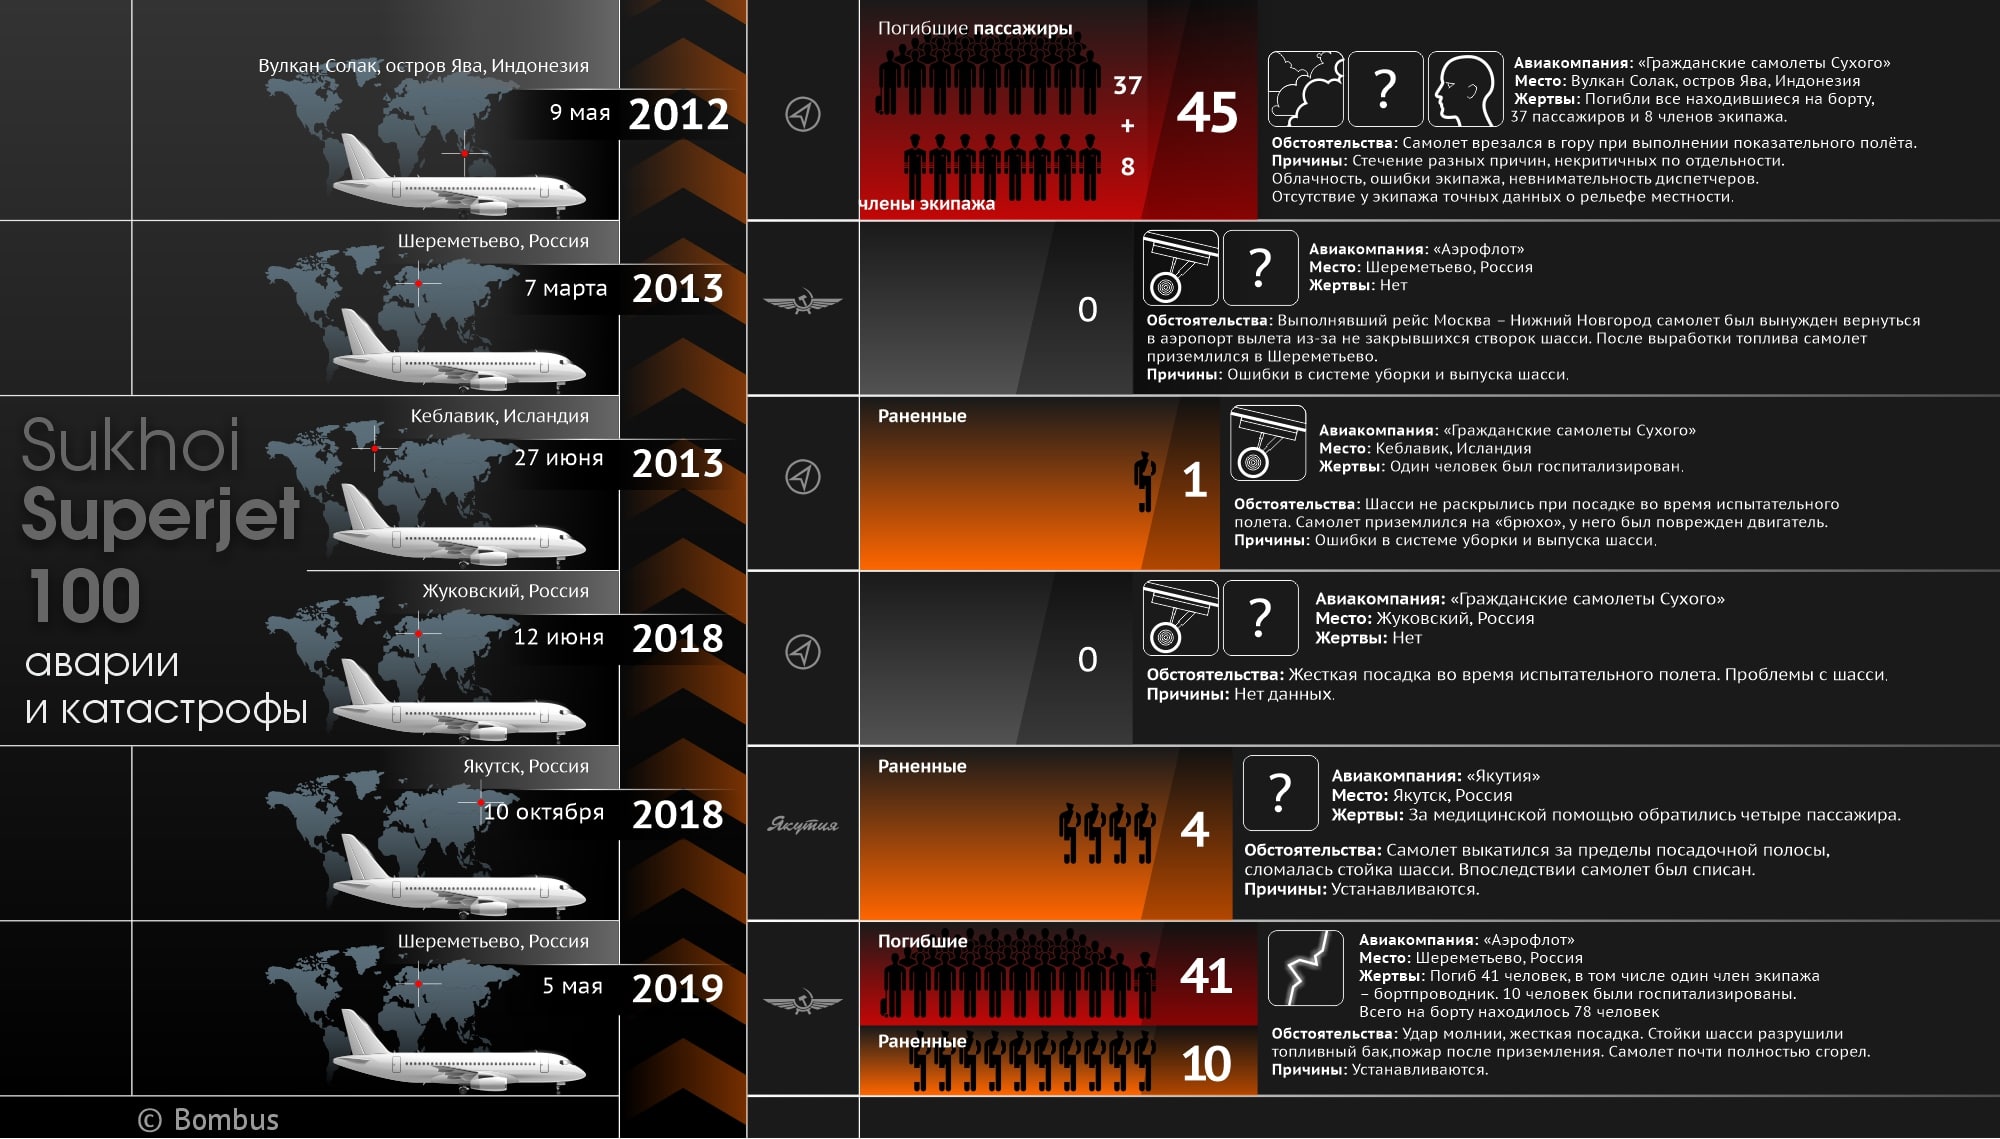 Sukhoi
Superjet
100
аварии
и катастрофы
Вулкан Солак, остров Ява, Индонезия
9 мая
2012
Погибшие пассажиры
37
+
8
45
члены экипажа
?
Авиакомпания: «Гражданские самолеты Сухого»
Место: Вулкан Солак, остров Ява, Индонезия
Жертвы: Погибли все находившиеся на борту,
37 пассажиров и 8 членов экипажа.
Обстоятельства: Самолет врезался в гору при выполнении показательного полёта.
Причины: Стечение разных причин, некритичных по отдельности.
Облачность, ошибки экипажа, невнимательность диспетчеров.
Отсутствие у экипажа точных данных о рельефе местности.
Шереметьево, Россия
7 марта
2013
0
?
Авиакомпания: «Аэрофлот»
Место: Шереметьево, Россия
Жертвы: Нет
Обстоятельства: Выполнявший рейс Москва – Нижний Новгород самолет был вынужден вернуться
в аэропорт вылета из-за не закрывшихся створок шасси. После выработки топлива самолет
приземлился в Шереметьево.
Причины: Ошибки в системе уборки и выпуска шасси.
Кеблавик, Исландия
27 июня
2013
Раненные
1
Авиакомпания: «Гражданские самолеты Сухого»
Место: Кеблавик, Исландия
Жертвы: Один человек был госпитализирован.
Обстоятельства: Шасси не раскрылись при посадке во время испытательного
полета. Самолет приземлился на «брюхо», у него был поврежден двигатель.
Причины: Ошибки в системе уборки и выпуска шасси.
Жуковский, Россия
12 июня
2018
0
?
Авиакомпания: «Гражданские самолеты Сухого»
Место: Жуковский, Россия
Жертвы: Нет
Обстоятельства: Жесткая посадка во время испытательного полета. Проблемы с шасси.
Причины: Нет данных.
Якутск, Россия
10 октября
2018
Якутия
Раненные
4
?
Авиакомпания: «Якутия»
Место: Якутск, Россия
Жертвы: За медицинской помощью обратились четыре пассажира.
Обстоятельства: Самолет выкатился за пределы посадочной полосы,
сломалась стойка шасси. Впоследствии самолет был списан.
Причины: Устанавливаются.
Шереметьево, Россия
5 мая
2019
Погибшие
41
Раненные
10
Авиакомпания: «Аэрофлот»
Место: Шереметьево, Россия
Жертвы: Погиб 41 человек, в том числе один член экипажа
– бортпроводник. 10 человек были госпитализированы.
Всего на борту находилось 78 человек
Обстоятельства: Удар молнии, жесткая посадка. Стойки шасси разрушили
топливный бак,пожар после приземления. Самолет почти полностью сгорел.
Причины: Устанавливаются.
© Bombus